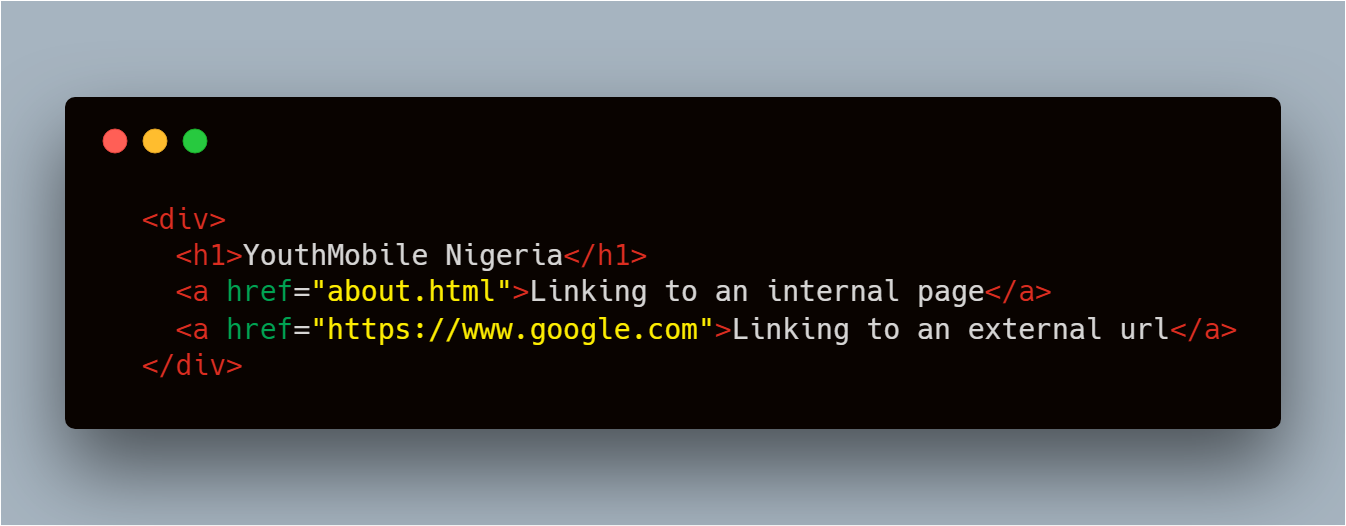 <div>
<h1>YouthMobile Nigeria</h1>
<a href="about.html">Linking to an internal page</a>
<a href="https://www.google.com">Linking to an external url</a>
</div>